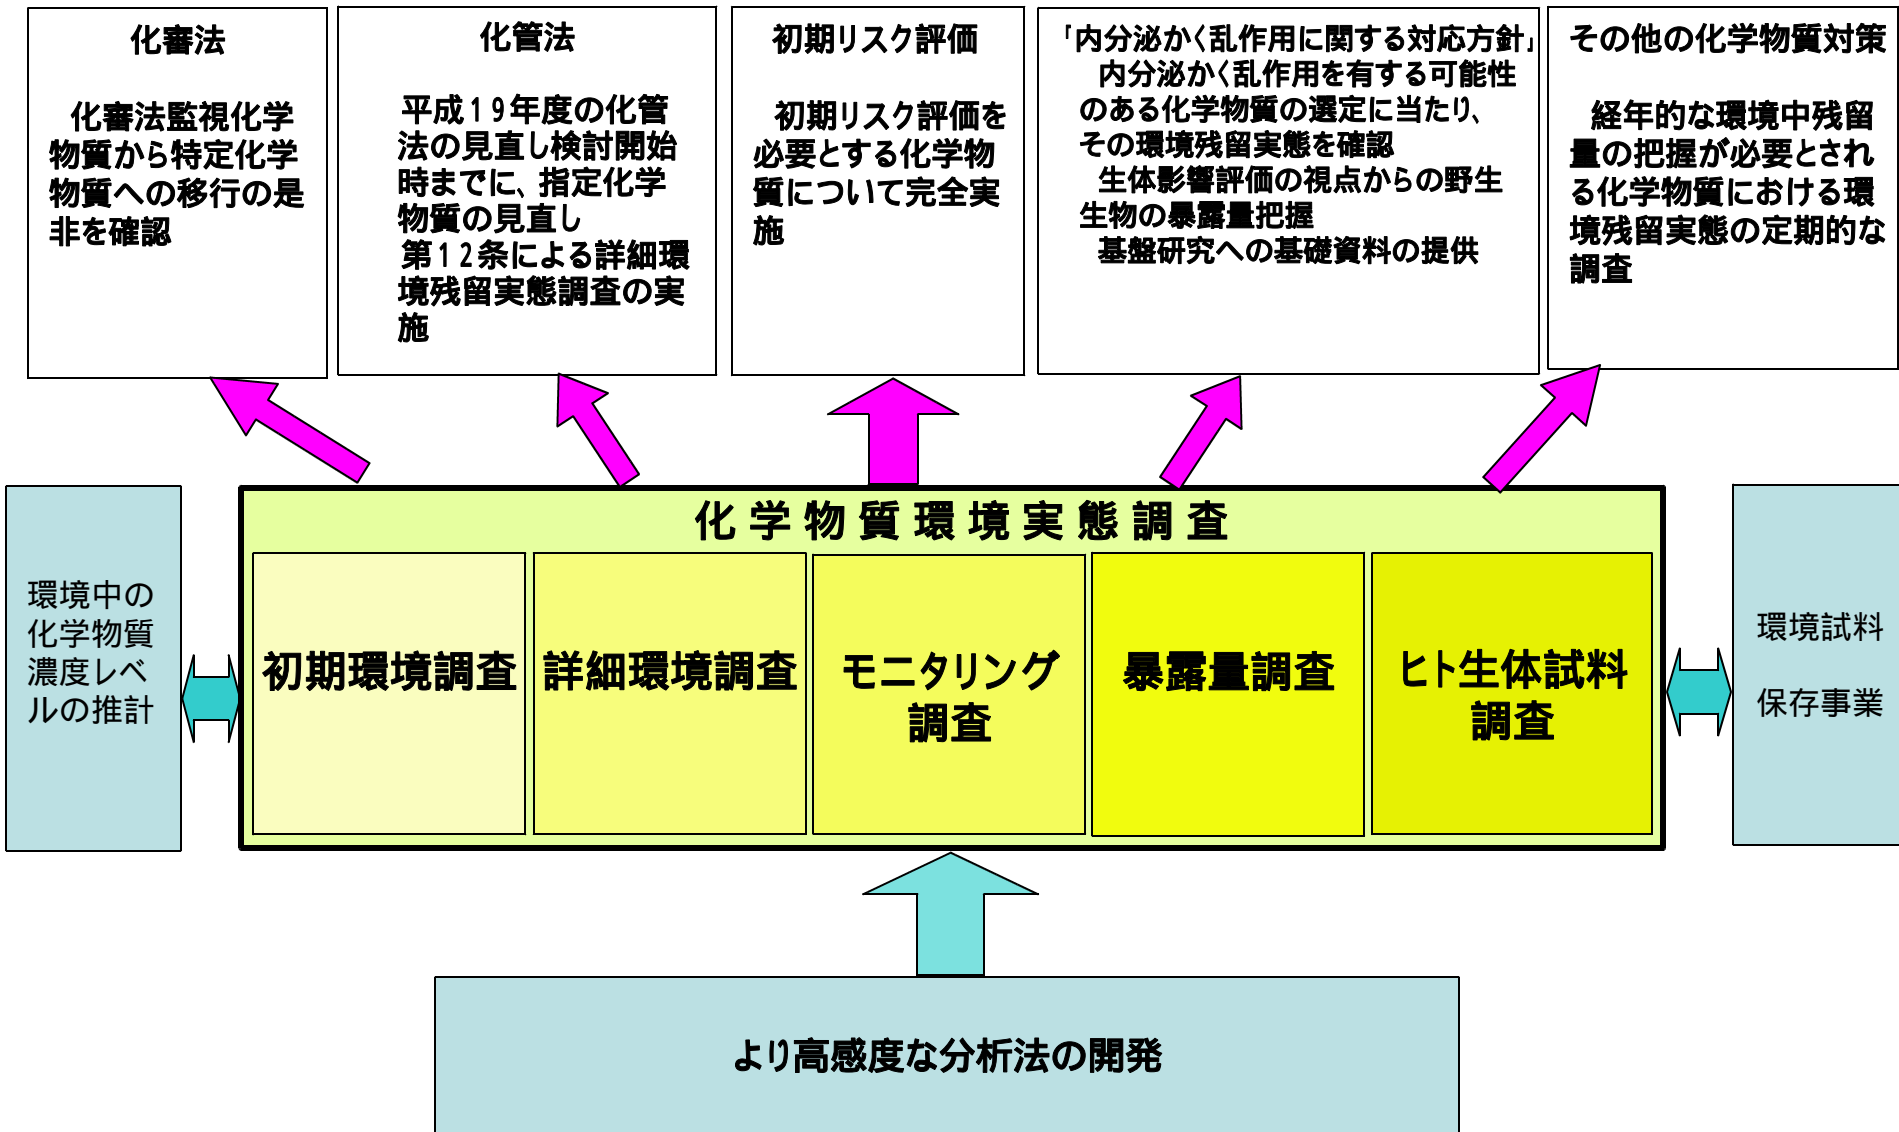 化審法
化審法監視化学
物質から特定化学
物質への移行の是
非を確認
化管法
平成19年度の化管
法の見直し検討開始
時までに、指定化学
物質の見直し
第12条による詳細環
境残留実態調査の実
施
初期リスク評価
初期リスク評価を
必要とする化学物
質について完全実
施
「内分泌かく乱作用に関する対応方針」
内分泌かく乱作用を有する可能性
のある化学物質の選定に当たり、
その環境残留実態を確認
生体影響評価の視点からの野生
生物の暴露量把握
基盤研究への基礎資料の提供
その他の化学物質対策
経年的な環境中残留
量の把握が必要とされ
る化学物質における環
境残留実態の定期的な
調査
化学物質環境実態調査
環境中の
化学物質
濃度レベ
ルの推計
初期環境調査
詳細環境調査
モニタリング
調査
暴露量調査
ヒト生体試料
調査
環境試料
保存事業
より高感度な分析法の開発